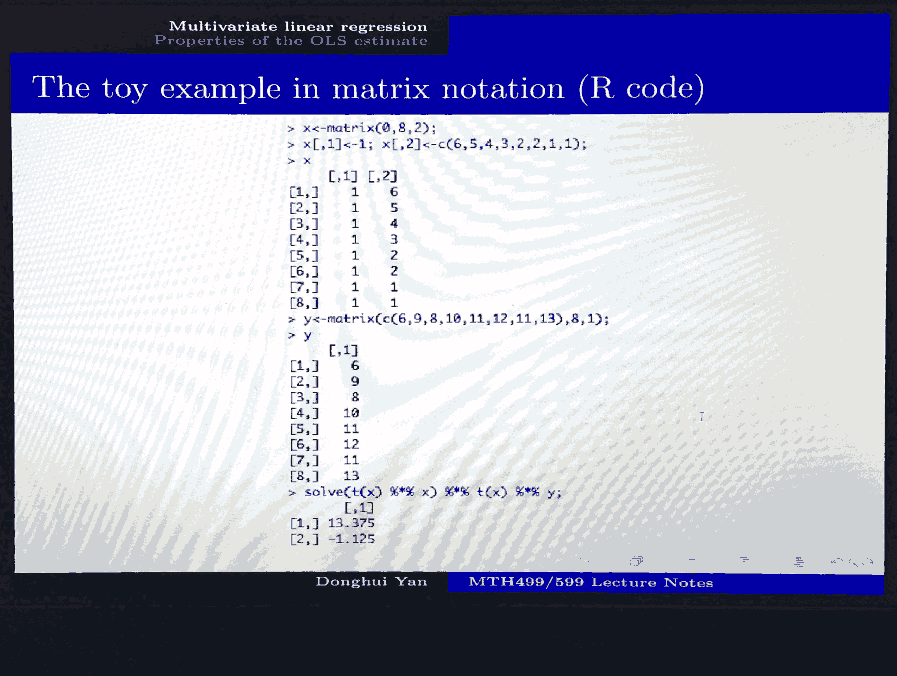 Multivariate linear regression
Properties of the OLS estimate
The toy example in matrix notation (R code)
> x<-matrix(0,8,2);
> x[,1]<-1; x[,2]<-c(6,5,4,3,2,2,1,1);
> x
[,1] [,2]
[1,] 1 6
[2,] 1 5
[3,] 1 4
[4,] 1 3
[5,] 1 2
[6,] 1 2
[7,] 1 1
[8,] 1 1
> y<-matrix(c(6,9,8,10,11,12,11,13),8,1);
> y
[,1]
[1,] 6
[2,] 9
[3,] 8
[4,] 10
[5,] 11
[6,] 12
[7,] 11
[8,] 13
> solve(t(x) %*% x) %*% t(x) %*% y;
[,1]
[1,] 13.375
[2,] -1.125
Donghui Yan MTH499/599 Lecture Notes